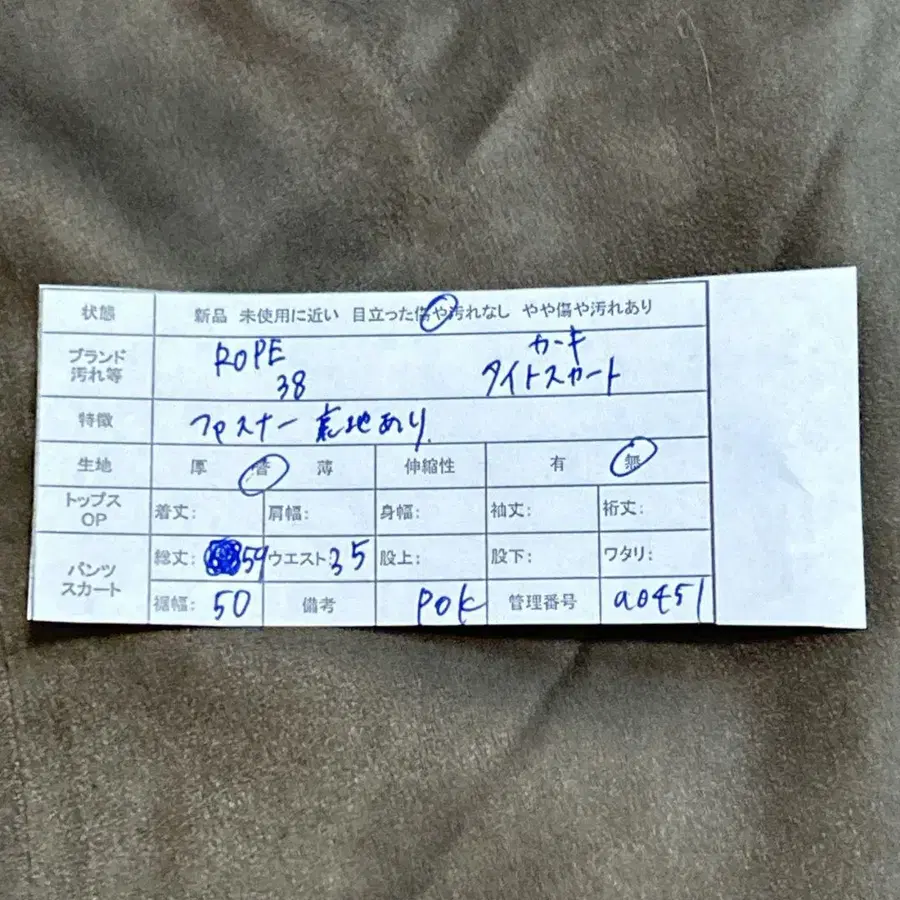 状態 新品 未使用に近い 目立った傷や汚れなし やや傷や汚れあり
ブランド 汚れ等 ROPE 38 カーキ タイトスカート
特徴 ファスナー 裏地あり
生地 厚 普 薄 伸縮性 有 無
トップス OP 着丈: 肩幅: 身幅: 袖丈: 裄丈:
パンツ スカート 総丈: 59 ウエスト: 35 股上: 股下: ワタリ:
裾幅: 50 備考 POK 管理番号 a0451